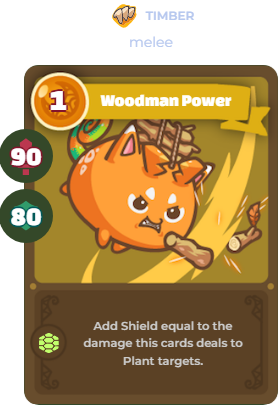 TIMBER
melee
1
Woodman Power
90
80
Add Shield equal to the
damage this cards deals to
Plant targets.